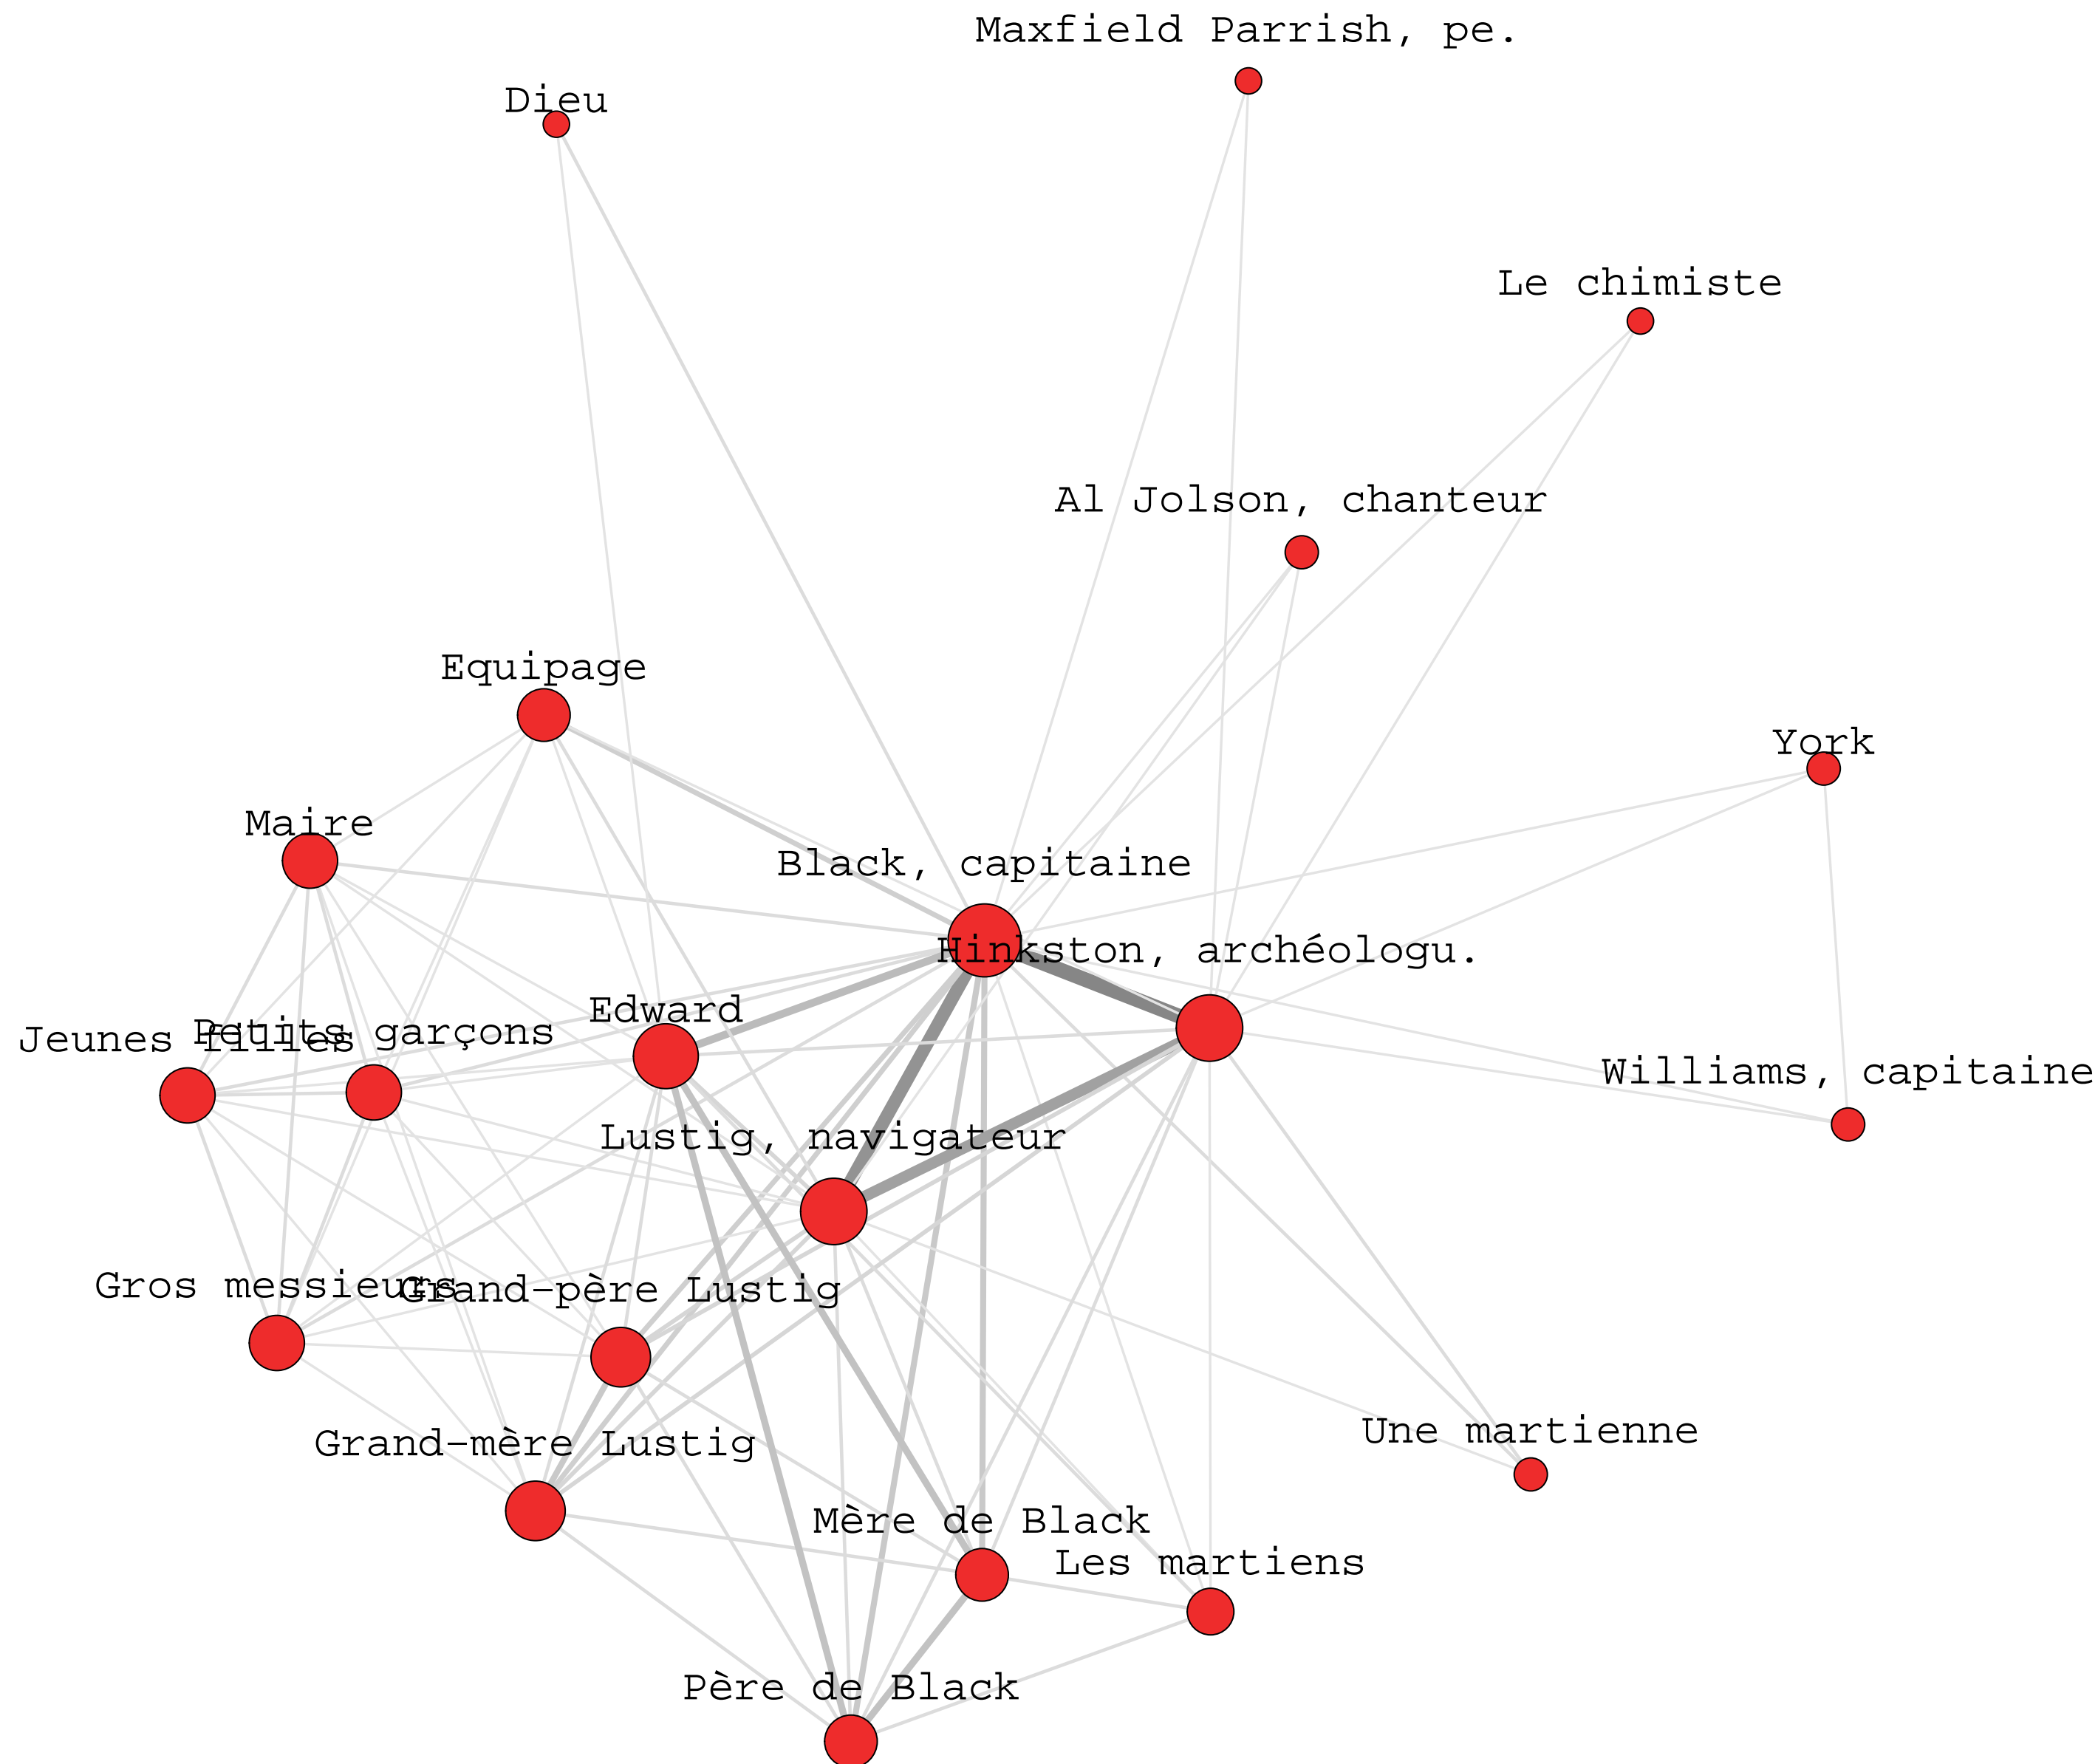 Maxfield Parrish, pe.
Dieu
Le chimiste
Al Jolson, chanteur
Equipage
York
Maire
Black, capitaine
Hinkston, archéologu.
Edward
Petits garçons
Jeunes filles
Williams, capitaine
Lustig, navigateur
Gros messieurs
Grand-père Lustig
Une martienne
Grand-mère Lustig
Mère de Black
Les martiens
Père de Black